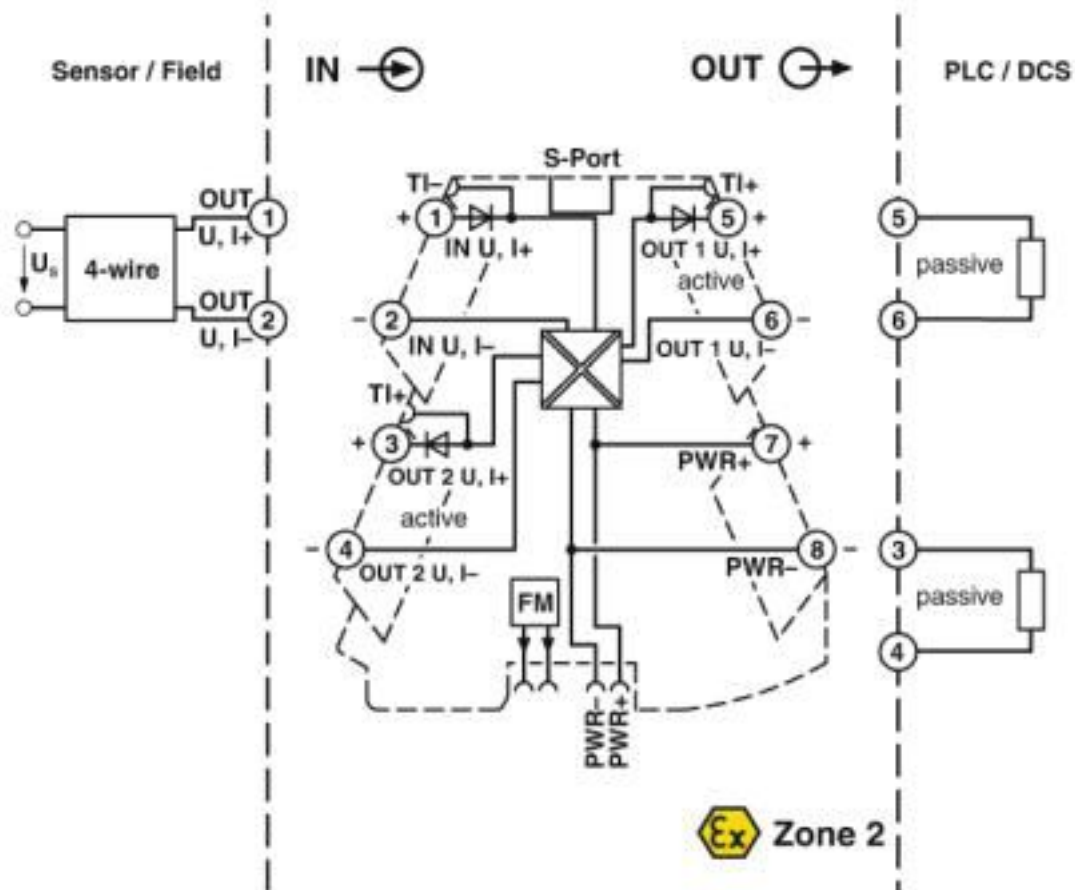 Sensor / Field
IN
OUT
PLC / DCS
S-Port
TI–
TI+
OUT
1
U, I+
+ 1
5 +
5
IN U, I+
OUT 1 U, I+
Us
4-wire
active
passive
OUT
2
U, I–
– 2
6 –
6
IN U, I–
OUT 1 U, I–
TI+
+ 3
7 +
OUT 2 U, I+
PWR+
active
– 4
8 –
3
OUT 2 U, I–
PWR–
FM
passive
4
PWR–
PWR+
Ex
Zone 2